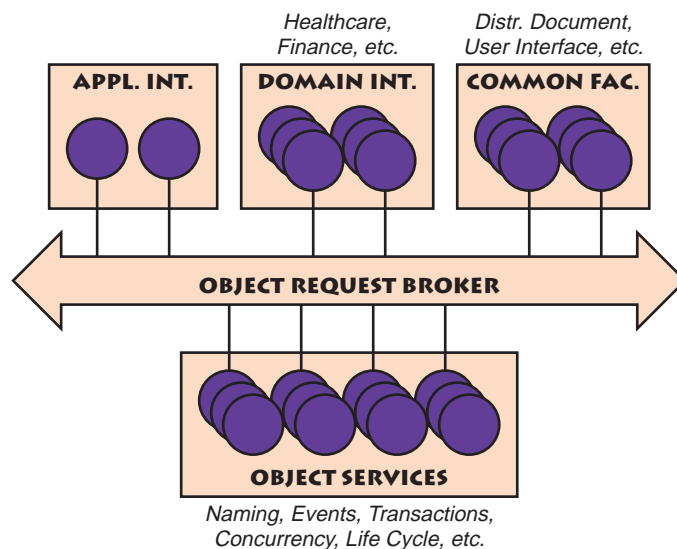 Healthcare,
Finance, etc.
Distr. Document,
User Interface, etc.
APPL. INT.
DOMAIN INT.
COMMON FAC.
OBJECT REQUEST BROKER
OBJECT SERVICES
Naming, Events, Transactions,
Concurrency, Life Cycle, etc.